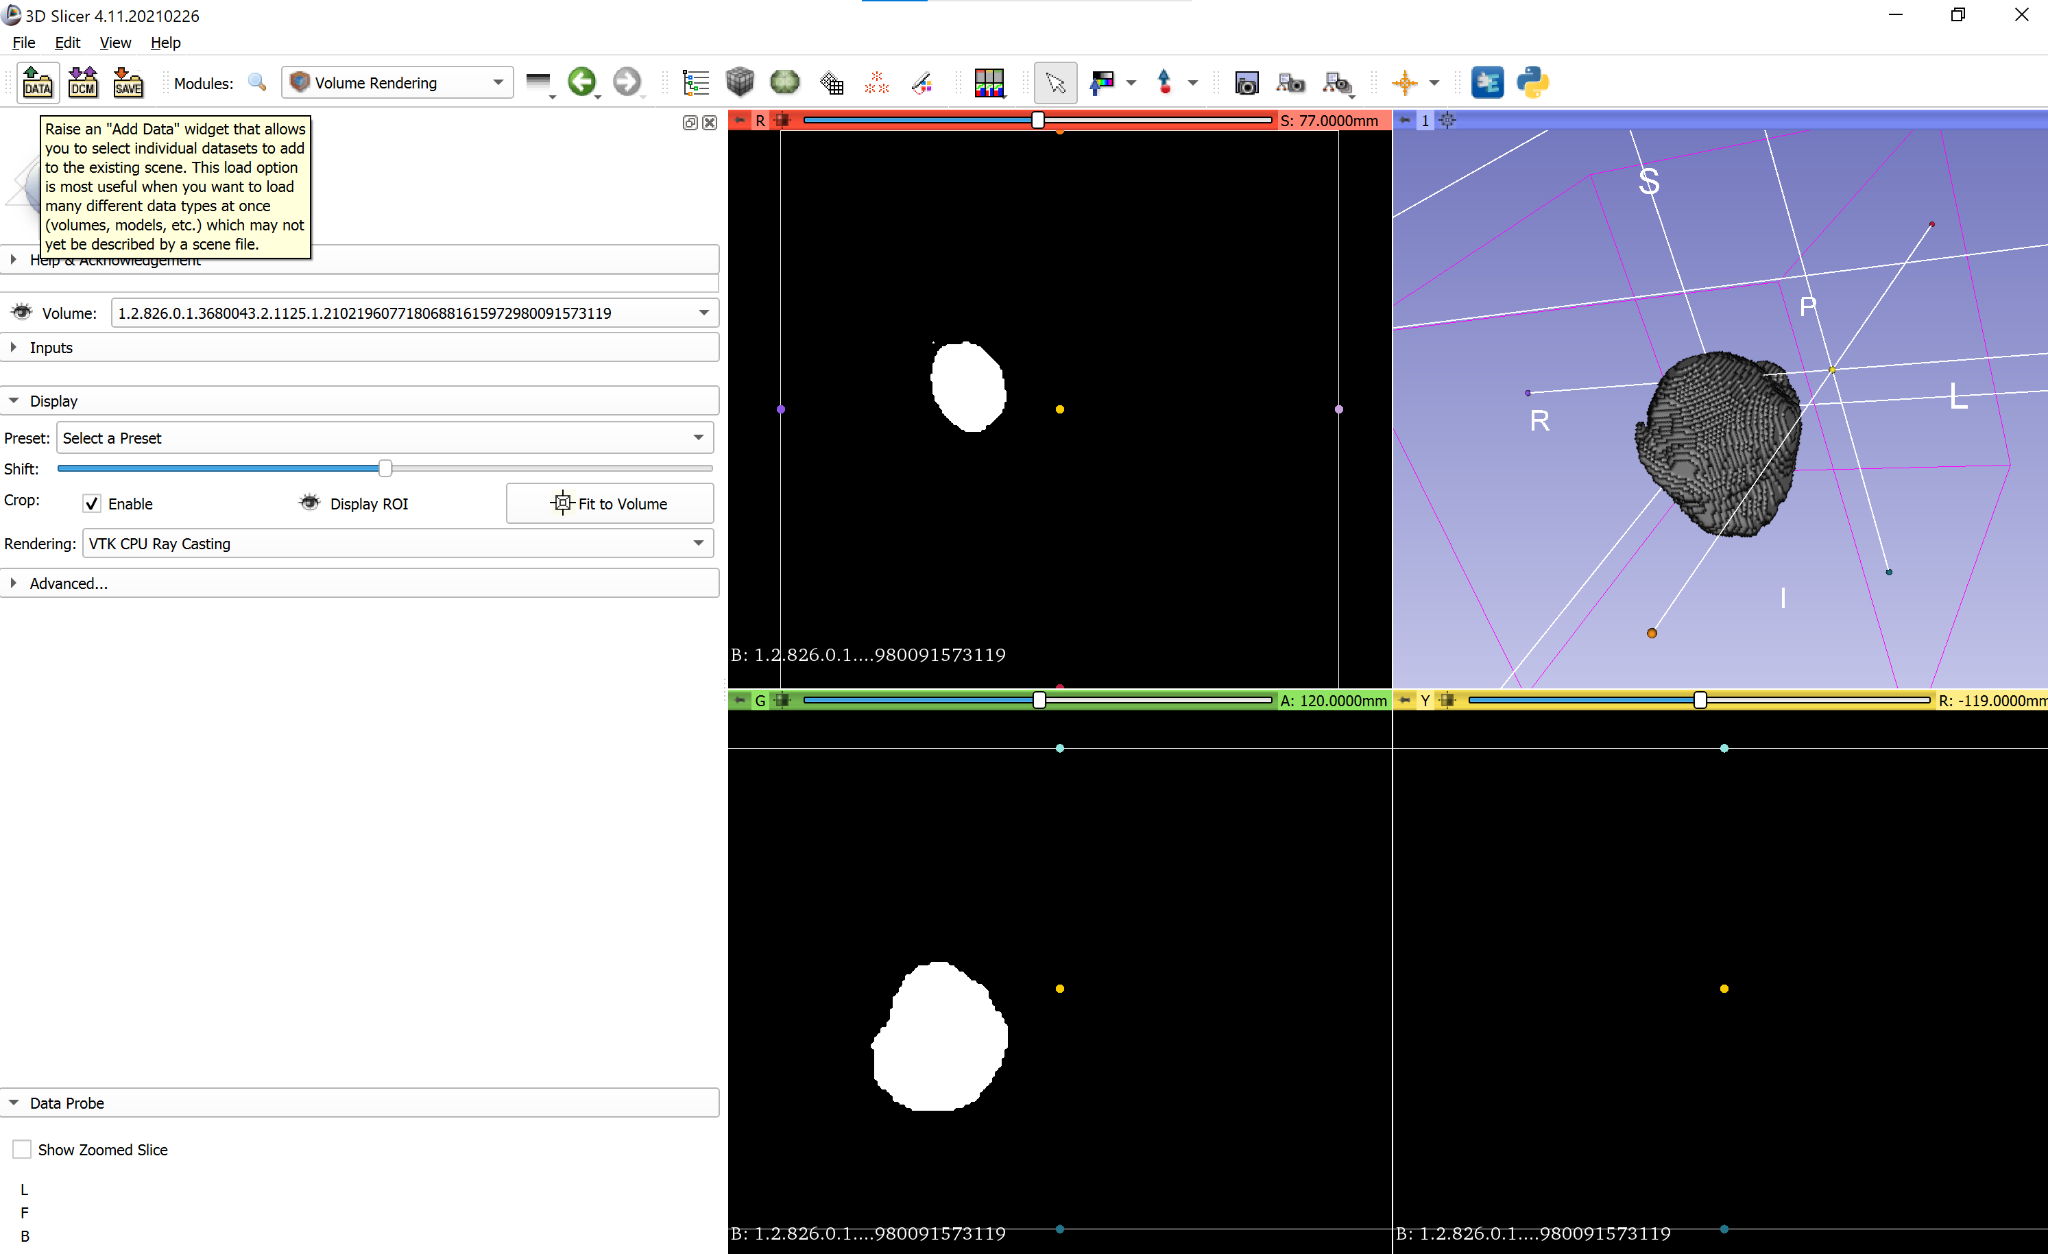 3D Slicer 4.11.20210226
File Edit View Help
DATA DCM SAVE Modules: Volume Rendering
Raise an "Add Data" widget that allows
you to select individual datasets to add
to the existing scene. This load option
is most useful when you want to load
many different data types at once
(volumes, models, etc.) which may not
yet be described by a scene file.
Help & Acknowledgement
Volume: 1.2.826.0.1.3680043.2.1125.1.21021960771806881615972980091573119
Inputs
Display
Preset: Select a Preset
Shift:
Crop: Enable Display ROI Fit to Volume
Rendering: VTK CPU Ray Casting
Advanced...
Data Probe
Show Zoomed Slice
L
F
B
R S: 77.0000mm
B: 1.2.826.0.1....980091573119
1
S
P
R
L
I
G A: 120.0000mm
B: 1.2.826.0.1....980091573119
Y R: -119.0000mm
B: 1.2.826.0.1....980091573119